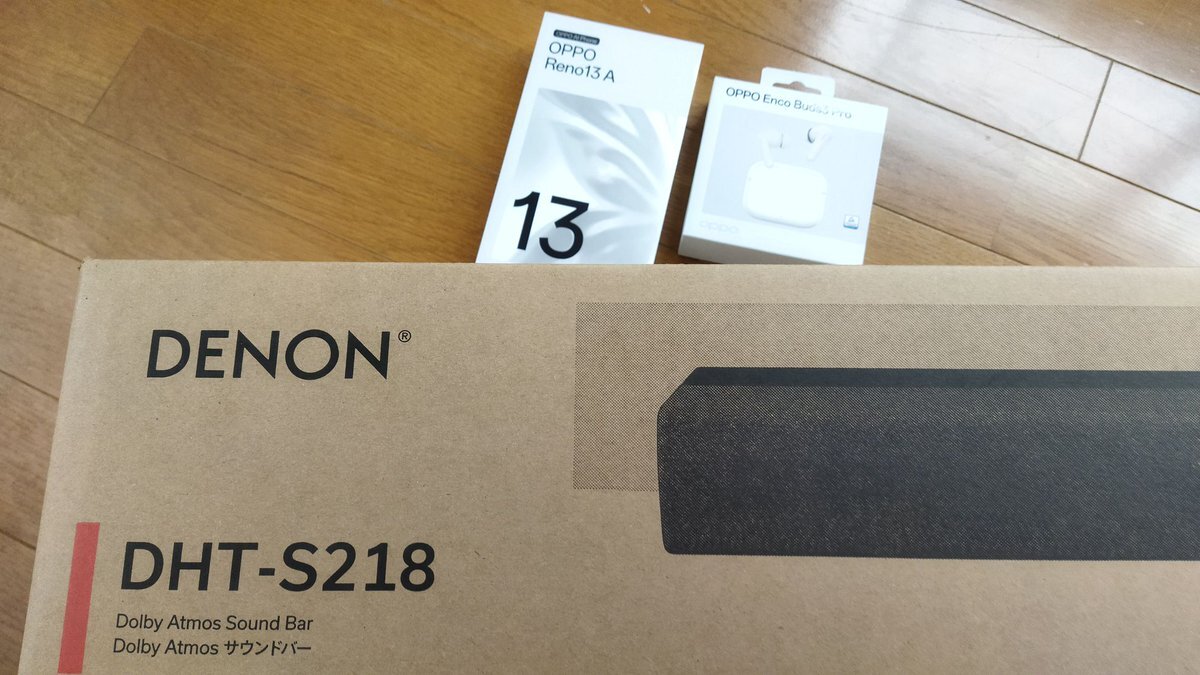 OPPO AI Phone
OPPO
Reno13 A
13
OPPO Enco Buds3 Pro
oppo
DENON®
DHT-S218
Dolby Atmos Sound Bar
Dolby Atmos サウンドバー